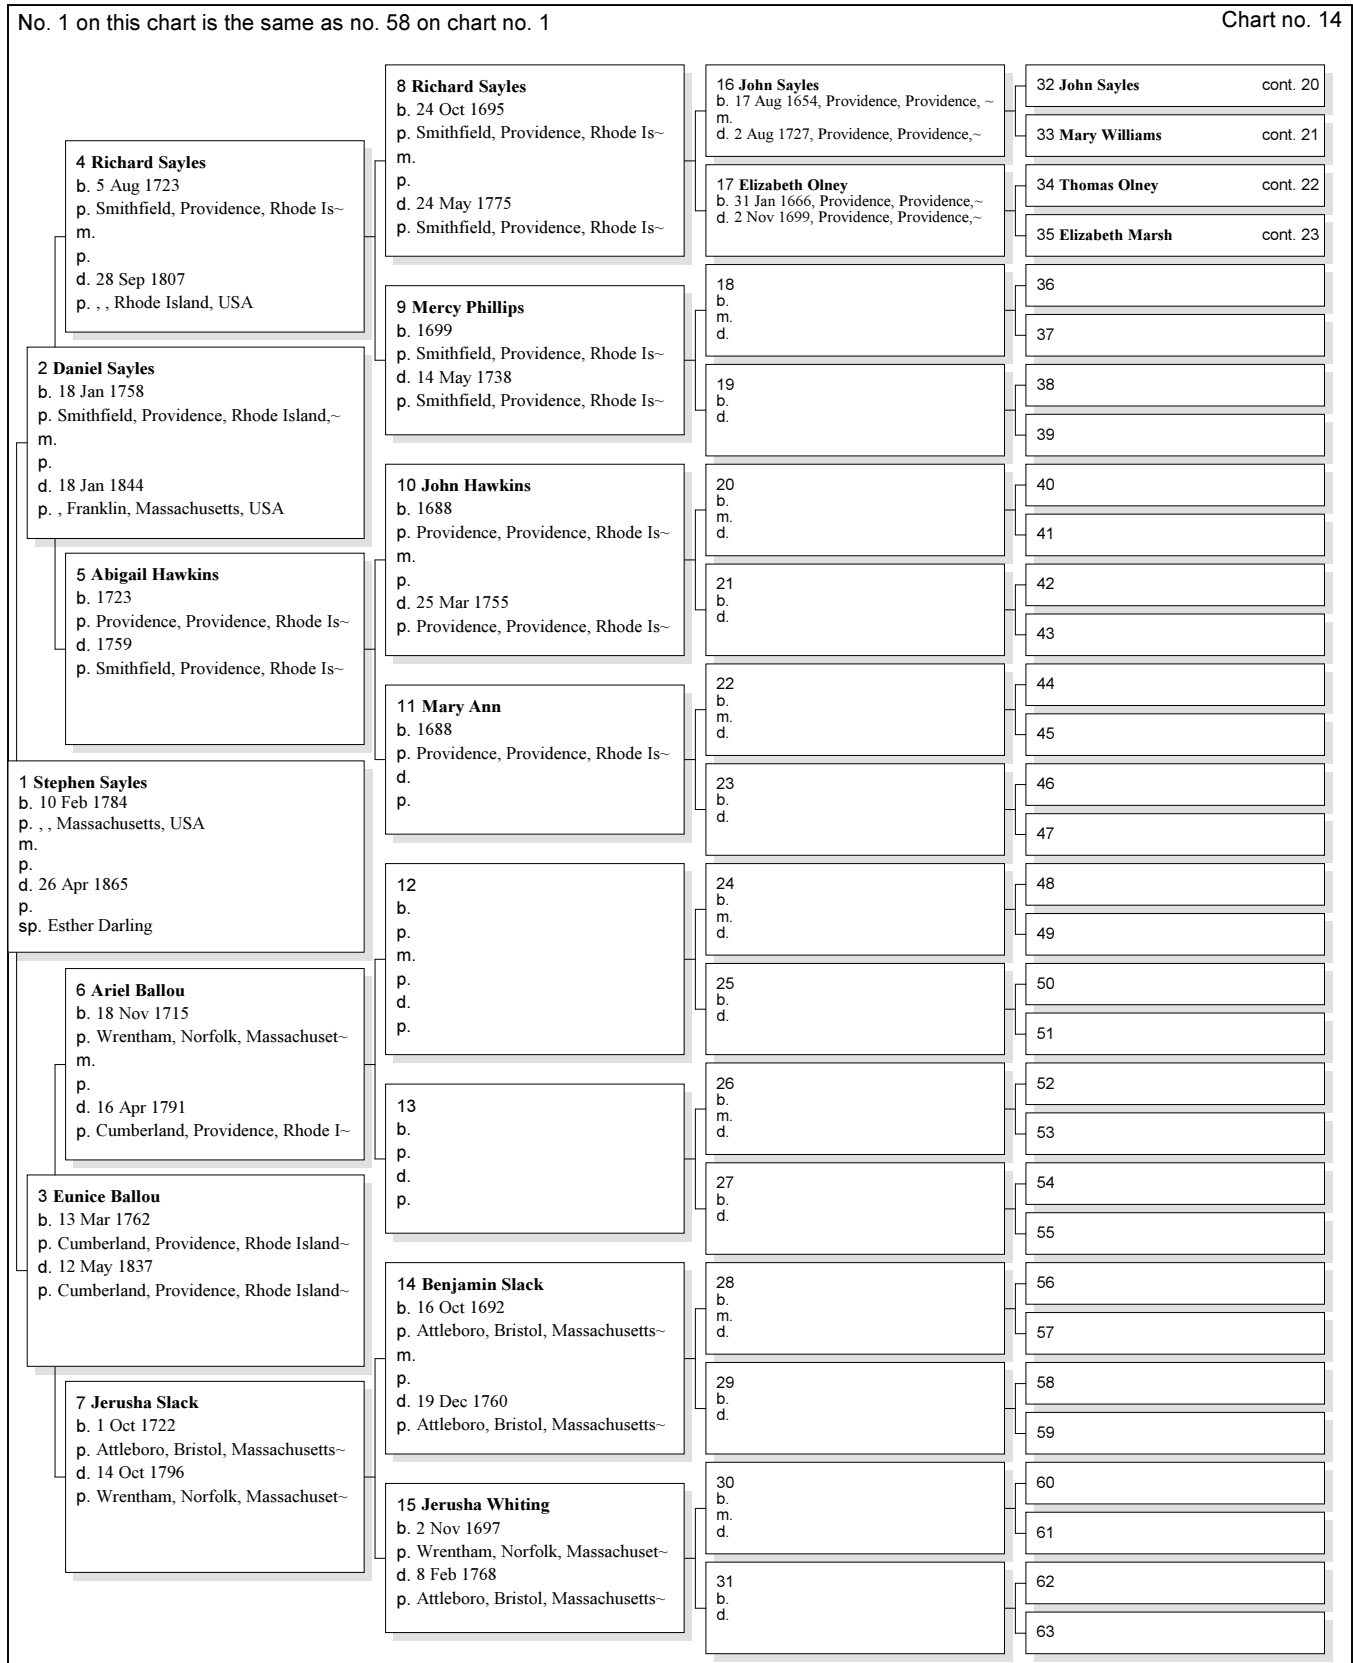 No. 1 on this chart is the same as no. 58 on chart no. 1
Chart no. 14
1 Stephen Sayles
b. 10 Feb 1784
p. , , Massachusetts, USA
m.
p.
d. 26 Apr 1865
p.
sp. Esther Darling
2 Daniel Sayles
b. 18 Jan 1758
p. Smithfield, Providence, Rhode Island,~
m.
p.
d. 18 Jan 1844
p. , Franklin, Massachusetts, USA
3 Eunice Ballou
b. 13 Mar 1762
p. Cumberland, Providence, Rhode Island~
d. 12 May 1837
p. Cumberland, Providence, Rhode Island~
4 Richard Sayles
b. 5 Aug 1723
p. Smithfield, Providence, Rhode Is~
m.
p.
d. 28 Sep 1807
p. , , Rhode Island, USA
5 Abigail Hawkins
b. 1723
p. Providence, Providence, Rhode Is~
d. 1759
p. Smithfield, Providence, Rhode Is~
6 Ariel Ballou
b. 18 Nov 1715
p. Wrentham, Norfolk, Massachuset~
m.
p.
d. 16 Apr 1791
p. Cumberland, Providence, Rhode I~
7 Jerusha Slack
b. 1 Oct 1722
p. Attleboro, Bristol, Massachusetts~
d. 14 Oct 1796
p. Wrentham, Norfolk, Massachuset~
8 Richard Sayles
b. 24 Oct 1695
p. Smithfield, Providence, Rhode Is~
m.
p.
d. 24 May 1775
p. Smithfield, Providence, Rhode Is~
9 Mercy Phillips
b. 1699
p. Smithfield, Providence, Rhode Is~
d. 14 May 1738
p. Smithfield, Providence, Rhode Is~
10 John Hawkins
b. 1688
p. Providence, Providence, Rhode Is~
m.
p.
d. 25 Mar 1755
p. Providence, Providence, Rhode Is~
11 Mary Ann
b. 1688
p. Providence, Providence, Rhode Is~
d.
p.
12
b.
p.
m.
p.
d.
p.
13
b.
p.
d.
p.
14 Benjamin Slack
b. 16 Oct 1692
p. Attleboro, Bristol, Massachusetts~
m.
p.
d. 19 Dec 1760
p. Attleboro, Bristol, Massachusetts~
15 Jerusha Whiting
b. 2 Nov 1697
p. Wrentham, Norfolk, Massachuset~
d. 8 Feb 1768
p. Attleboro, Bristol, Massachusetts~
16 John Sayles
b. 17 Aug 1654, Providence, Providence, ~
m.
d. 2 Aug 1727, Providence, Providence,~
17 Elizabeth Olney
b. 31 Jan 1666, Providence, Providence,~
d. 2 Nov 1699, Providence, Providence,~
18
b.
m.
d.
19
b.
d.
20
b.
m.
d.
21
b.
d.
22
b.
m.
d.
23
b.
d.
24
b.
m.
d.
25
b.
d.
26
b.
m.
d.
27
b.
d.
28
b.
m.
d.
29
b.
d.
30
b.
m.
d.
31
b.
d.
32 John Sayles cont. 20
33 Mary Williams cont. 21
34 Thomas Olney cont. 22
35 Elizabeth Marsh cont. 23
36
37
38
39
40
41
42
43
44
45
46
47
48
49
50
51
52
53
54
55
56
57
58
59
60
61
62
63